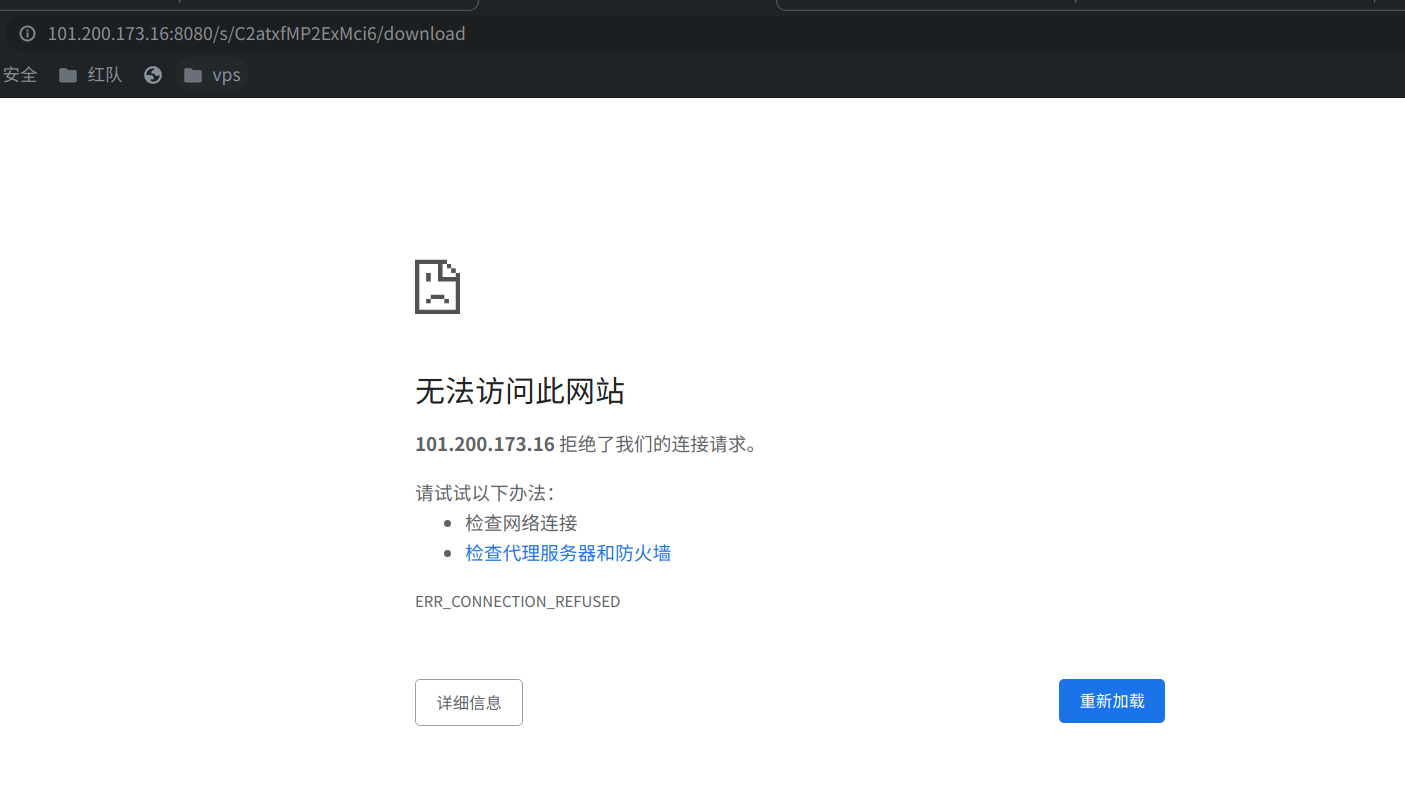 101.200.173.16:8080/s/C2atxfMP2ExMci6/download
安全 红队 vps
无法访问此网站
101.200.173.16 拒绝了我们的连接请求。
请试试以下办法：
检查网络连接
检查代理服务器和防火墙
ERR_CONNECTION_REFUSED
详细信息 重新加载